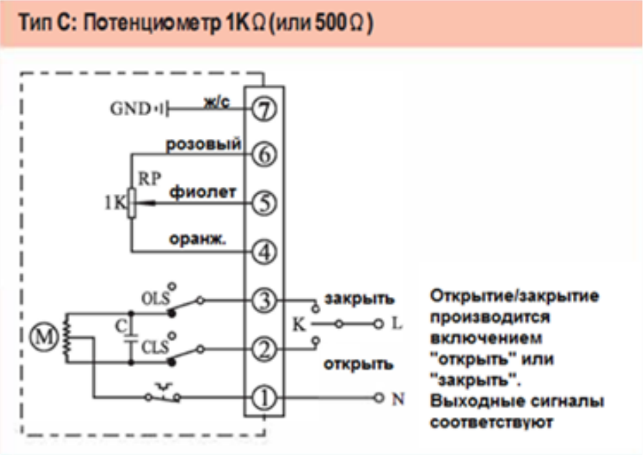 Тип С: Потенциометр 1КΩ(или 500Ω)
GND ж/с 7
розовый 6
RP
1K фиолет 5
оранж. 4
OLS 3 закрыть
M C K L
CLS 2 открыть
1 N
Открытие/закрытие
производится
включением
"открыть" или
"закрыть".
Выходные сигналы
соответствуют